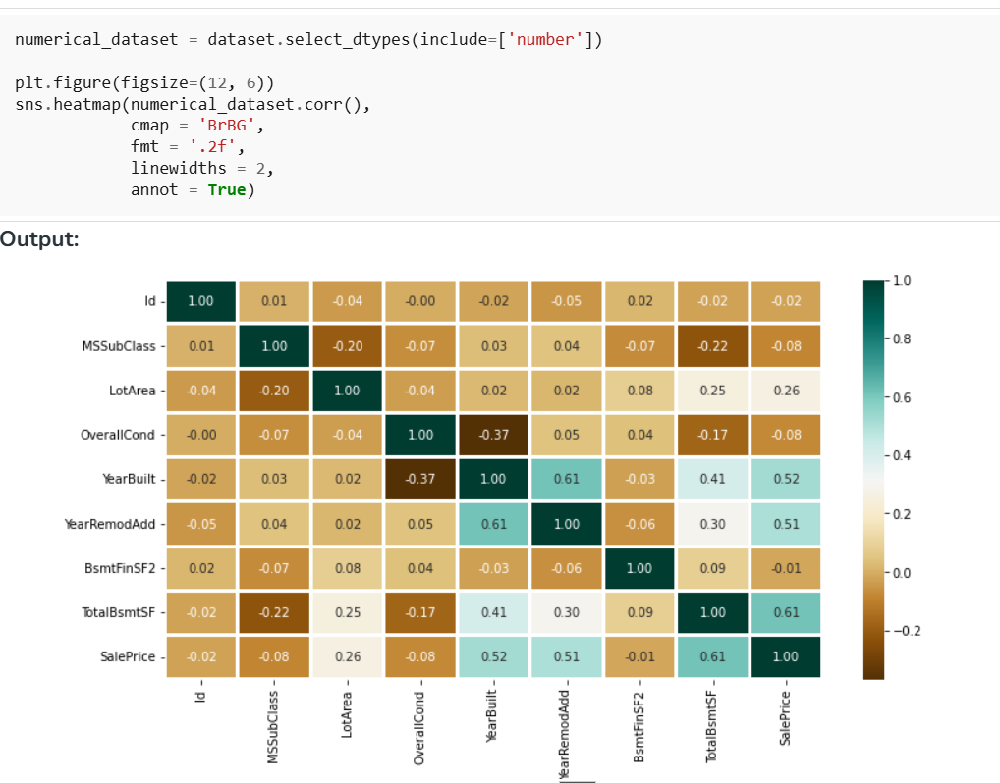 numerical_dataset = dataset.select_dtypes(include=['number'])
plt.figure(figsize=(12, 6))
sns.heatmap(numerical_dataset.corr(),
cmap = 'BrBG',
fmt = '.2f',
linewidths = 2,
annot = True)
Output:
Id 1.00 0.01 -0.04 -0.00 -0.02 -0.05 0.02 -0.02 -0.02
MSSubClass 0.01 1.00 -0.20 -0.07 0.03 0.04 -0.07 -0.22 -0.08
LotArea -0.04 -0.20 1.00 -0.04 0.02 0.02 0.08 0.25 0.26
OverallCond -0.00 -0.07 -0.04 1.00 -0.37 0.05 0.04 -0.17 -0.08
YearBuilt -0.02 0.03 0.02 -0.37 1.00 0.61 -0.03 0.41 0.52
YearRemodAdd -0.05 0.04 0.02 0.05 0.61 1.00 -0.06 0.30 0.51
BsmtFinSF2 0.02 -0.07 0.08 0.04 -0.03 -0.06 1.00 0.09 -0.01
TotalBsmtSF -0.02 -0.22 0.25 -0.17 0.41 0.30 0.09 1.00 0.61
SalePrice -0.02 -0.08 0.26 -0.08 0.52 0.51 -0.01 0.61 1.00
Id MSSubClass LotArea OverallCond YearBuilt YearRemodAdd BsmtFinSF2 TotalBsmtSF SalePrice
1.0
0.8
0.6
0.4
0.2
0.0
−0.2